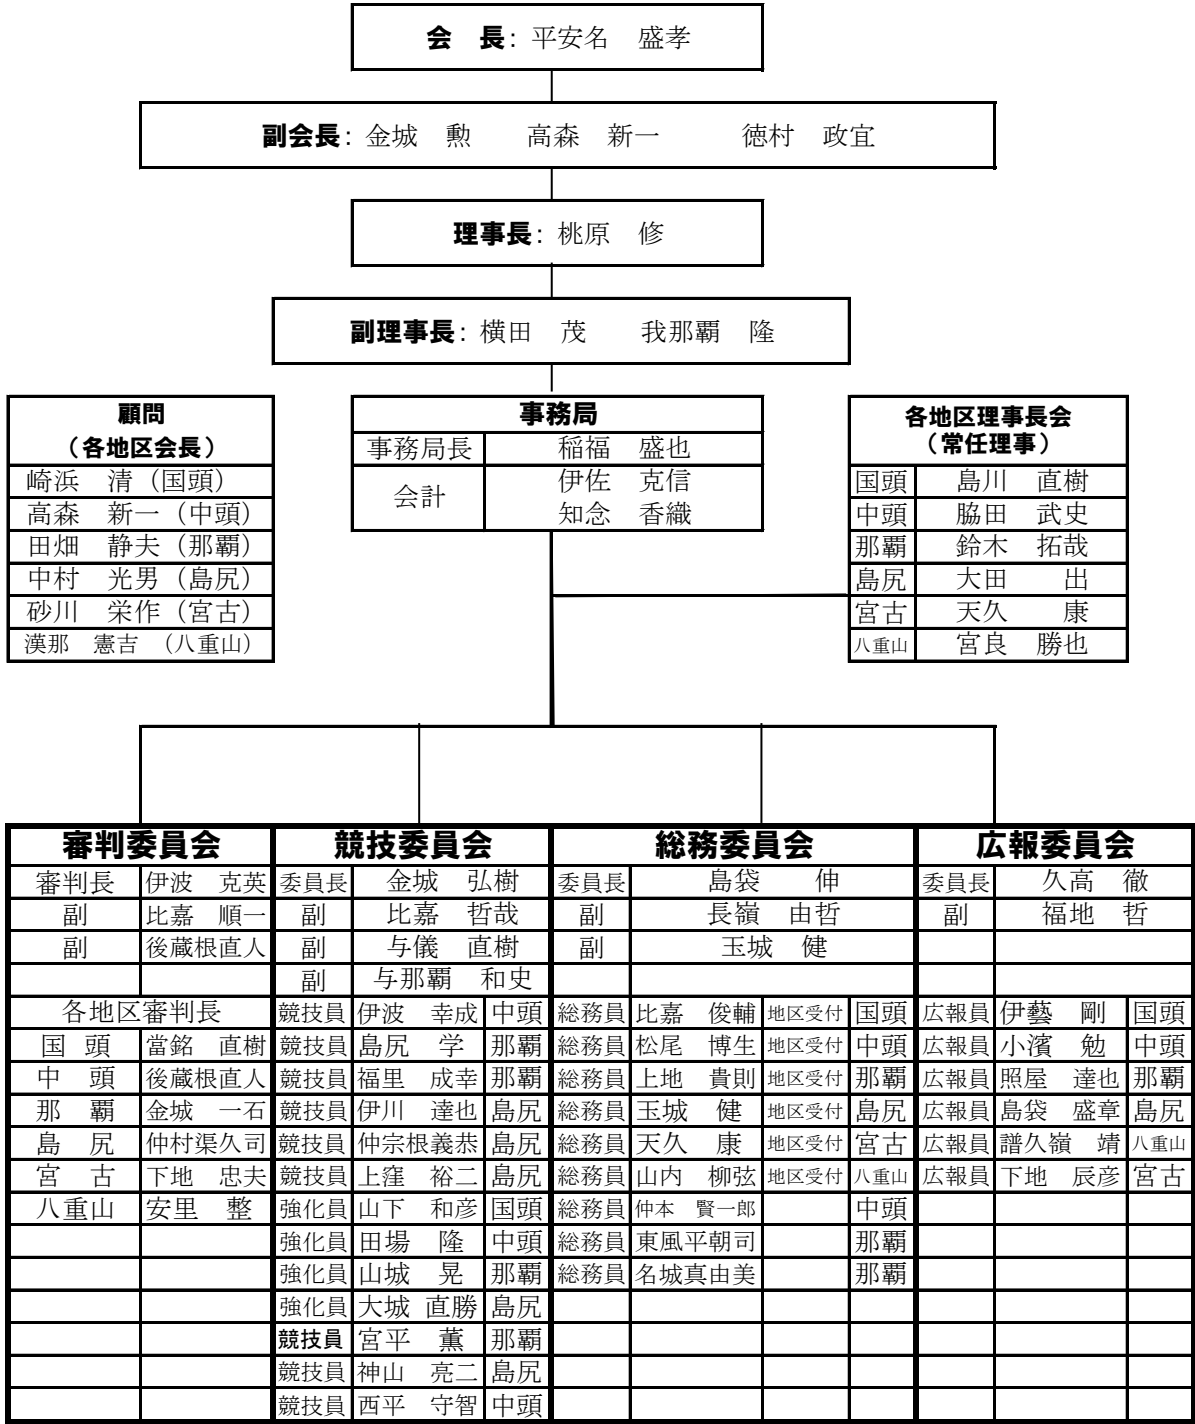 会　長：平安名　盛孝
副会長：金城　勲　　高森　新一　　　徳村　政宜
理事長：桃原　修
副理事長：横田　茂　　我那覇　隆
顧問
（各地区会長）
崎浜　清（国頭）
高森　新一（中頭）
田畑　静夫（那覇）
中村　光男（島尻）
砂川　栄作（宮古）
漢那　憲吉　（八重山）
事務局
事務局長　稲福　盛也
会計　伊佐　克信
知念　香織
各地区理事長会
（常任理事）
国頭　島川　直樹
中頭　脇田　武史
那覇　鈴木　拓哉
島尻　大田　　出
宮古　天久　　康
八重山　宮良　勝也
審判委員会
審判長　伊波　克英
副　比嘉　順一
副　後蔵根直人
各地区審判長
国　頭　當銘　直樹
中　頭　後蔵根直人
那　覇　金城　一石
島　尻　仲村渠久司
宮　古　下地　忠夫
八重山　安里　整
競技委員会
委員長　金城　弘樹
副　比嘉　哲哉
副　与儀　直樹
副　与那覇　和史
競技員　伊波　幸成　中頭
競技員　島尻　学　那覇
競技員　福里　成幸　那覇
競技員　伊川　達也　島尻
競技員　仲宗根義恭　島尻
競技員　上窪　裕二　島尻
強化員　山下　和彦　国頭
強化員　田場　隆　中頭
強化員　山城　晃　那覇
強化員　大城　直勝　島尻
競技員　宮平　薫　那覇
競技員　神山　亮二　島尻
競技員　西平　守智　中頭
総務委員会
委員長　島袋　伸
副　長嶺　由哲
副　玉城　健
総務員　比嘉　俊輔　地区受付　国頭
総務員　松尾　博生　地区受付　中頭
総務員　上地　貴則　地区受付　那覇
総務員　玉城　健　地区受付　島尻
総務員　天久　康　地区受付　宮古
総務員　山内　柳弦　地区受付　八重山
総務員　仲本　賢一郎　中頭
総務員　東風平朝司　那覇
総務員　名城真由美　那覇
広報委員会
委員長　久高　徹
副　福地　哲
広報員　伊藝　剛　国頭
広報員　小濱　勉　中頭
広報員　照屋　達也　那覇
広報員　島袋　盛章　島尻
広報員　譜久嶺　靖　八重山
広報員　下地　辰彦　宮古